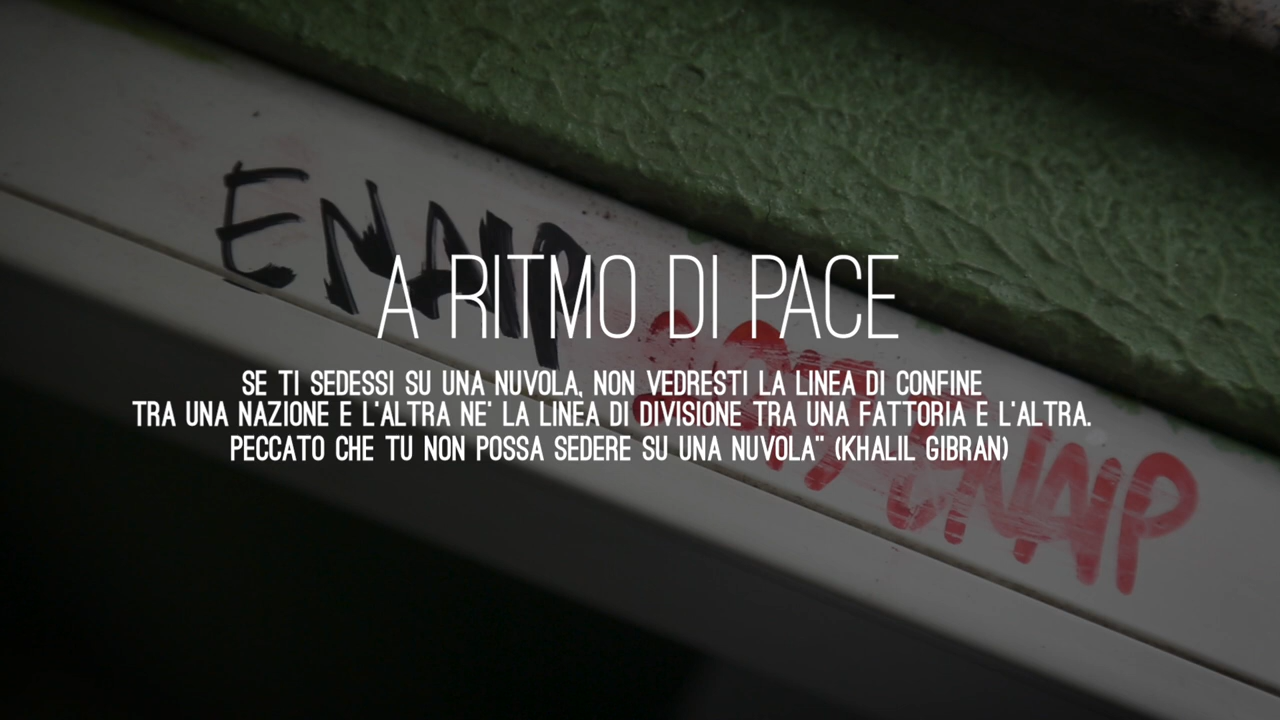 ENAIP
A RITMO DI PACE
SE TI SEDESSI SU UNA NUVOLA, NON VEDRESTI LA LINEA DI CONFINE
TRA UNA NAZIONE E L'ALTRA NE' LA LINEA DI DIVISIONE TRA UNA FATTORIA E L'ALTRA.
PECCATO CHE TU NON POSSA SEDERE SU UNA NUVOLA" (KHALIL GIBRAN)
ENAIP